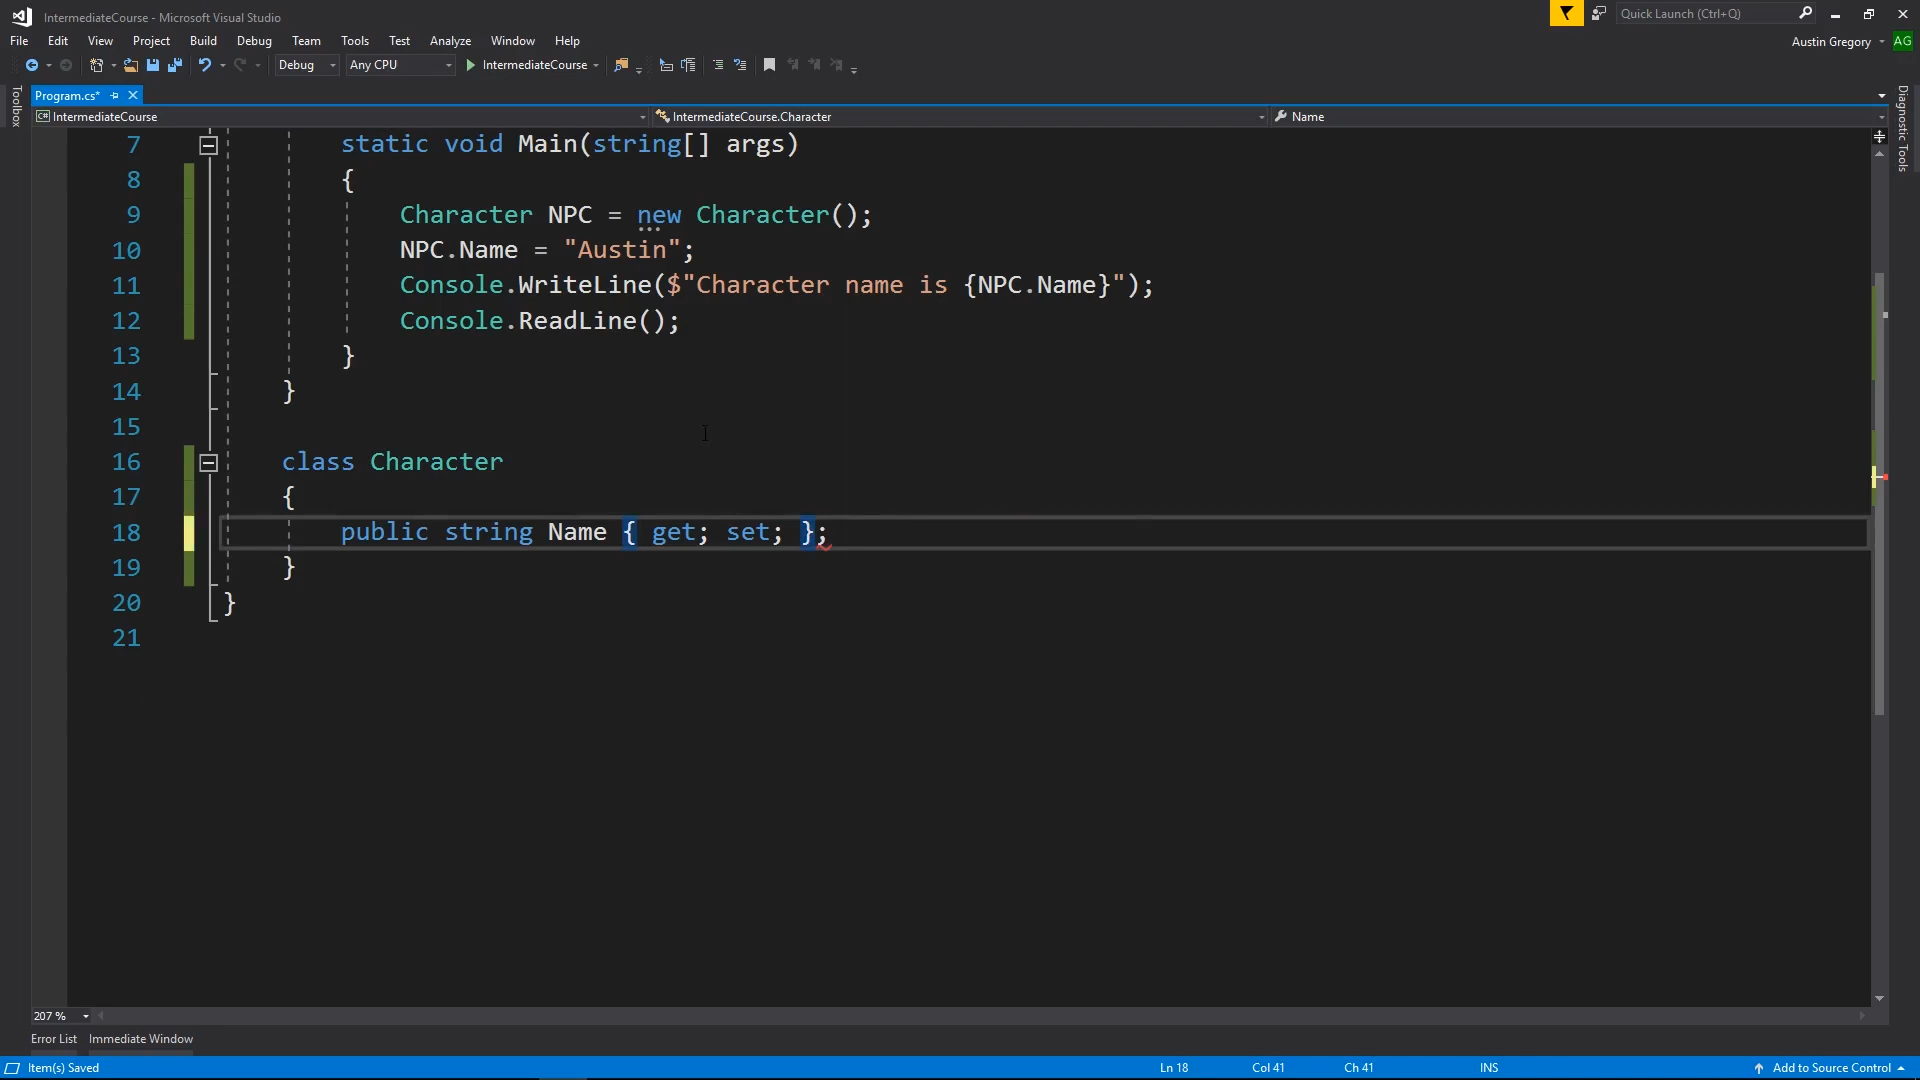 IntermediateCourse - Microsoft Visual Studio
Quick Launch (Ctrl+Q)
File Edit View Project Build Debug Team Tools Test Analyze Window Help
Austin Gregory AG
Debug Any CPU IntermediateCourse
Toolbox
Program.cs*
Diagnostic Tools
C# IntermediateCourse IntermediateCourse.Character Name
7 static void Main(string[] args)
8 {
9 Character NPC = new Character();
10 NPC.Name = "Austin";
11 Console.WriteLine($"Character name is {NPC.Name}");
12 Console.ReadLine();
13 }
14 }
15
16 class Character
17 {
18 public string Name { get; set; };
19 }
20 }
21
207 %
Error List Immediate Window
Item(s) Saved Ln 18 Col 41 Ch 41 INS Add to Source Control